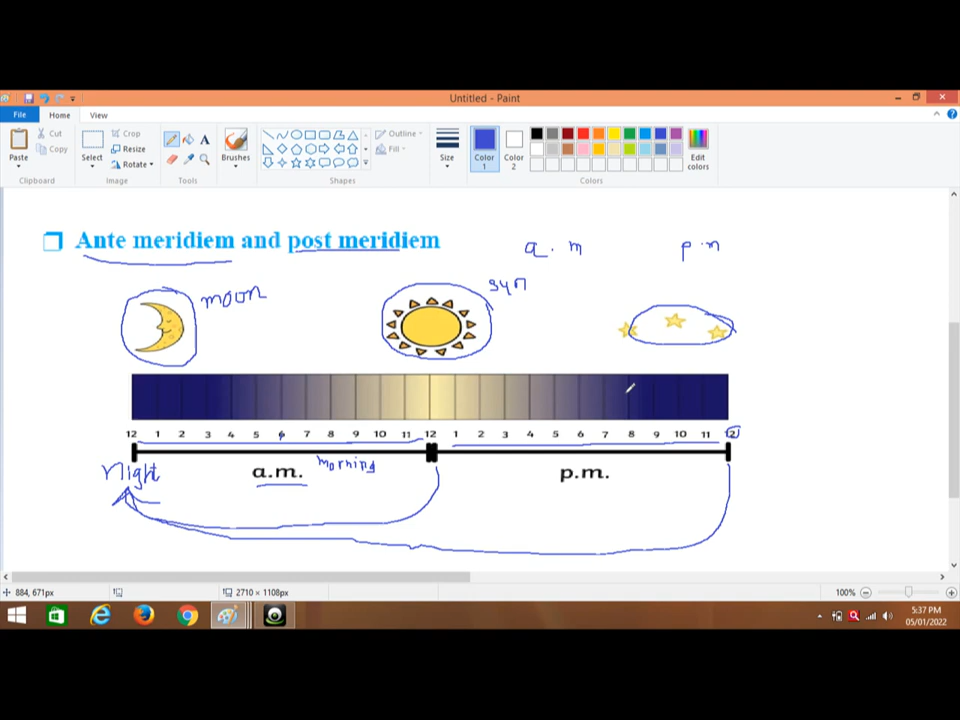 Untitled - Paint
File Home View
Paste Cut Copy Select Crop Resize Rotate Brushes Outline Fill Size Color 1 Color 2 Edit colors
Clipboard Image Tools Shapes Colors
Ante meridiem and post meridiem
a.m p.m
moon sun
12 1 2 3 4 5 6 7 8 9 10 11 12 1 2 3 4 5 6 7 8 9 10 11 12
Night a.m. morning p.m.
884, 671px 2710 × 1108px 100%
5:37 PM
05/01/2022